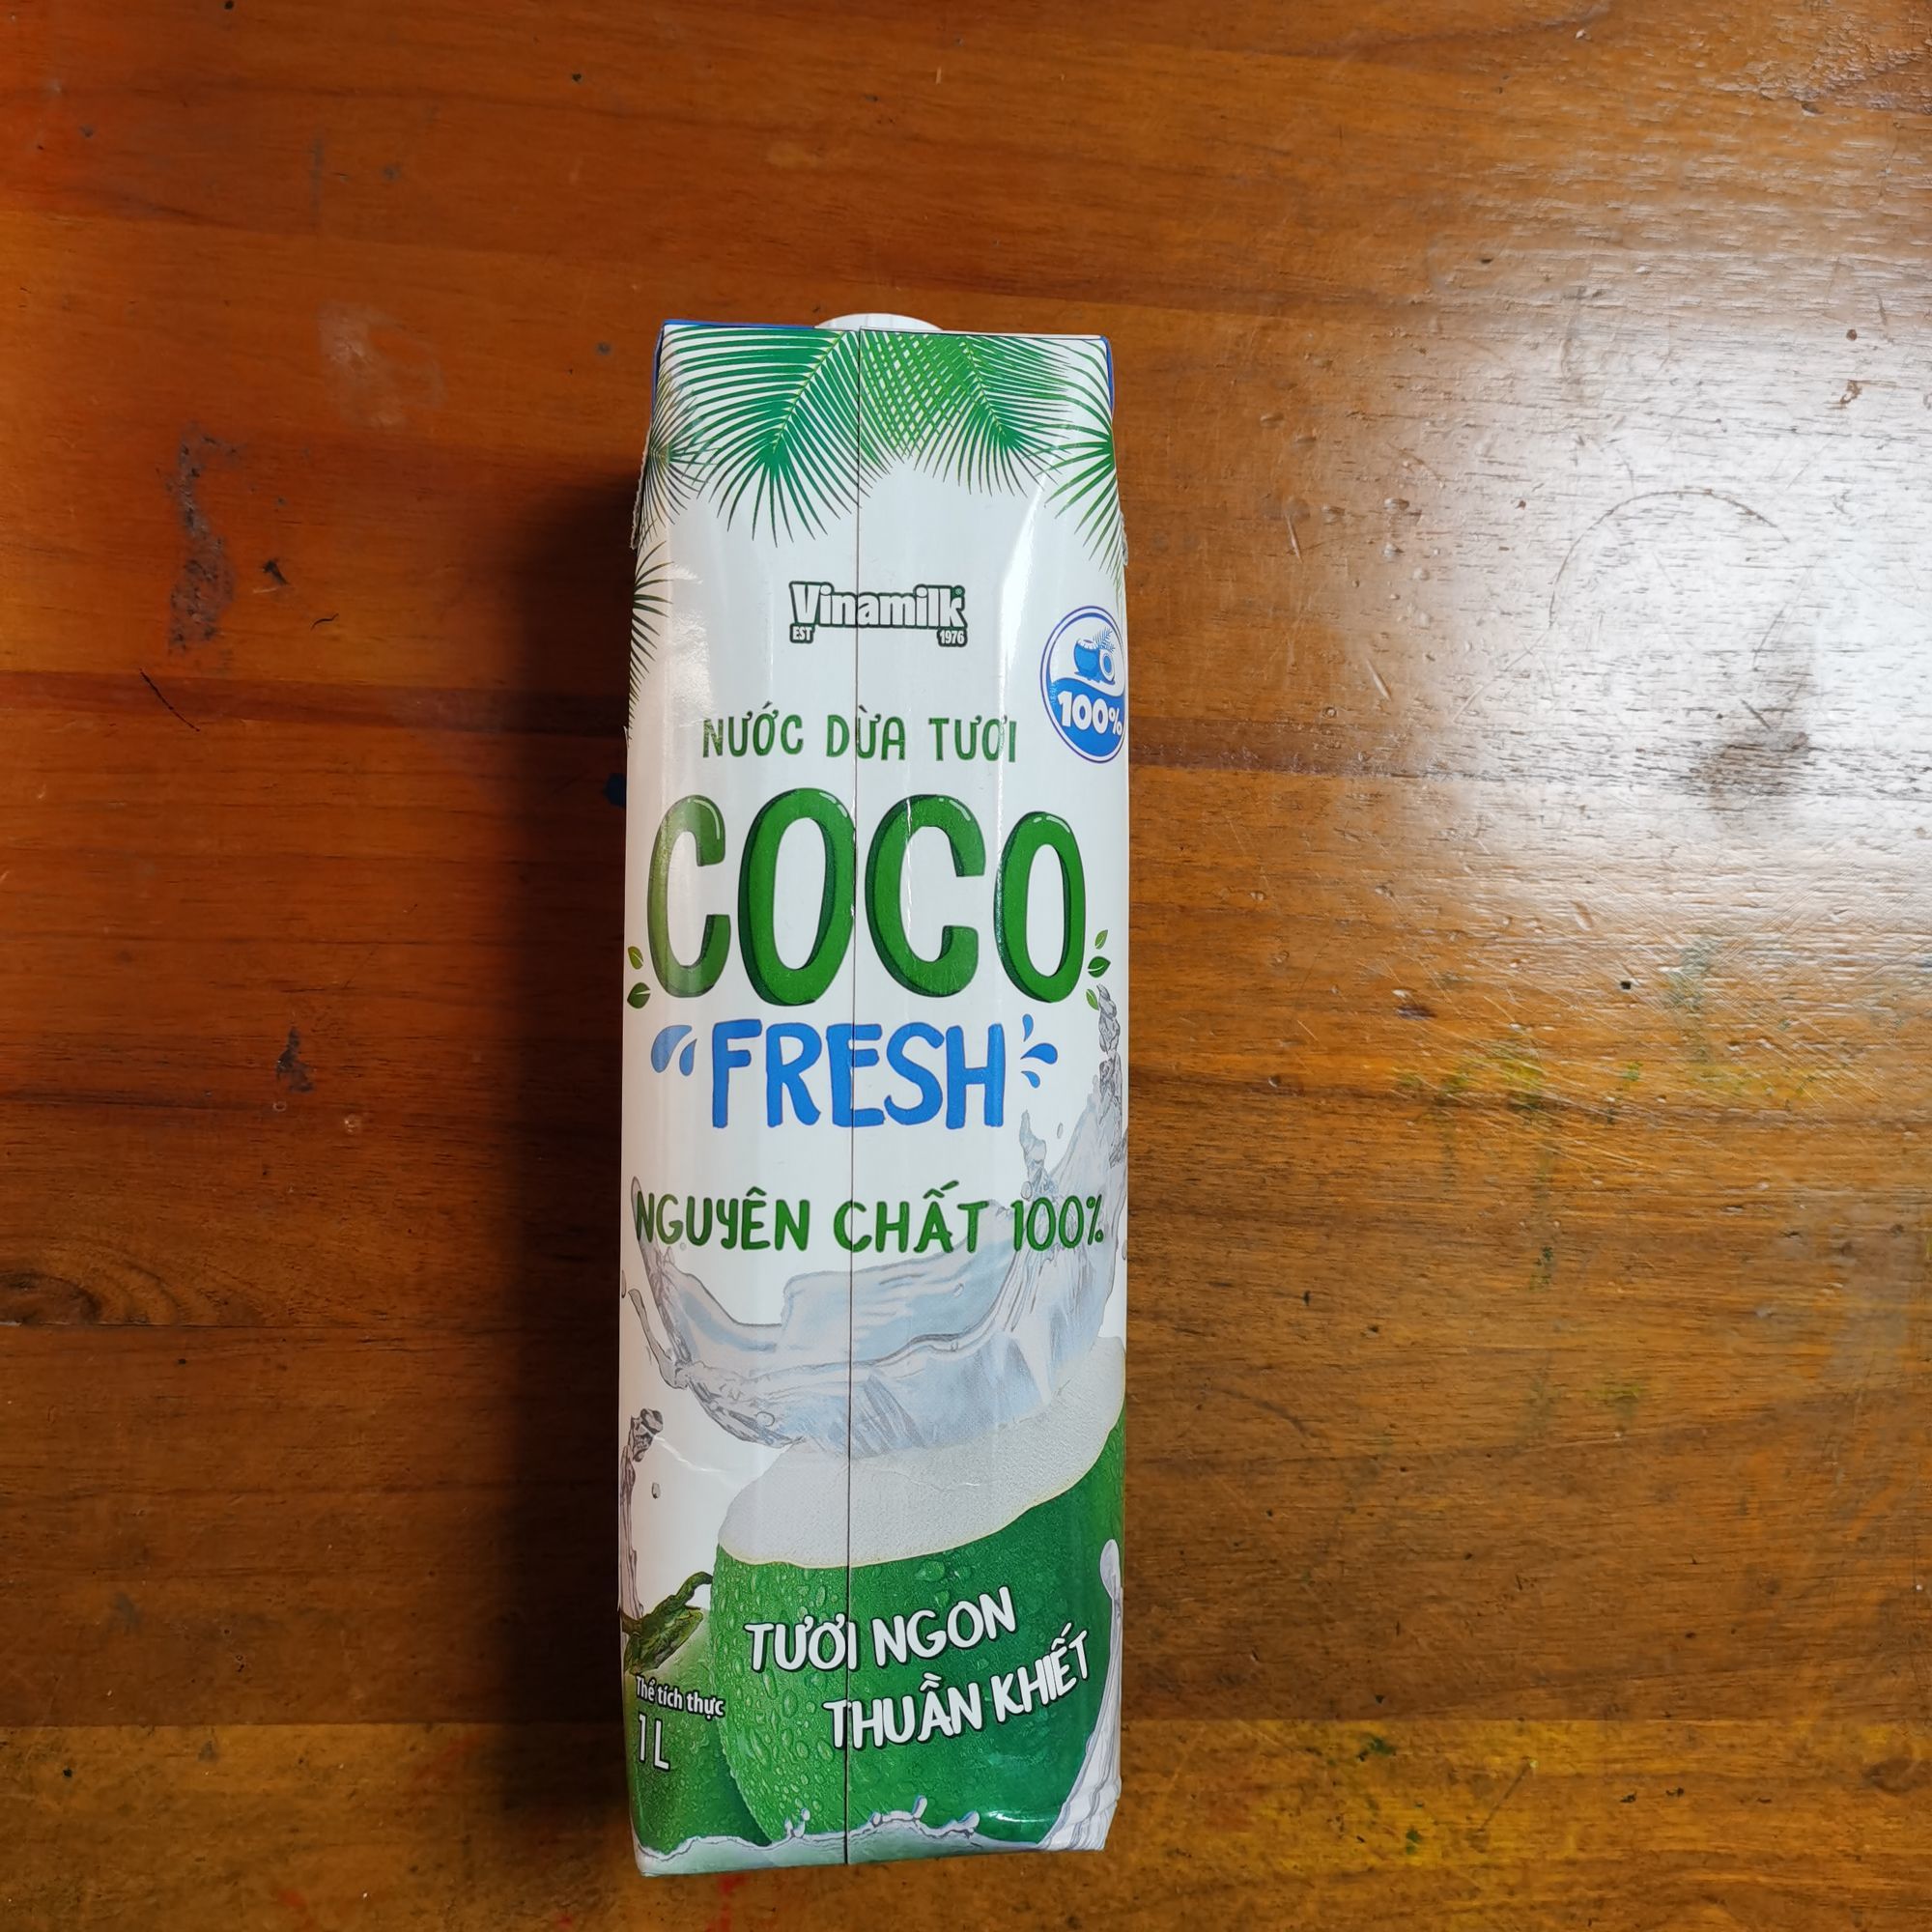 Vinamilk
EST 1976
100%
NƯỚC DỪA TƯƠI
COCO
FRESH
NGUYÊN CHẤT 100%
TƯƠI NGON
THUẦN KHIẾT
Thể tích thực
1L